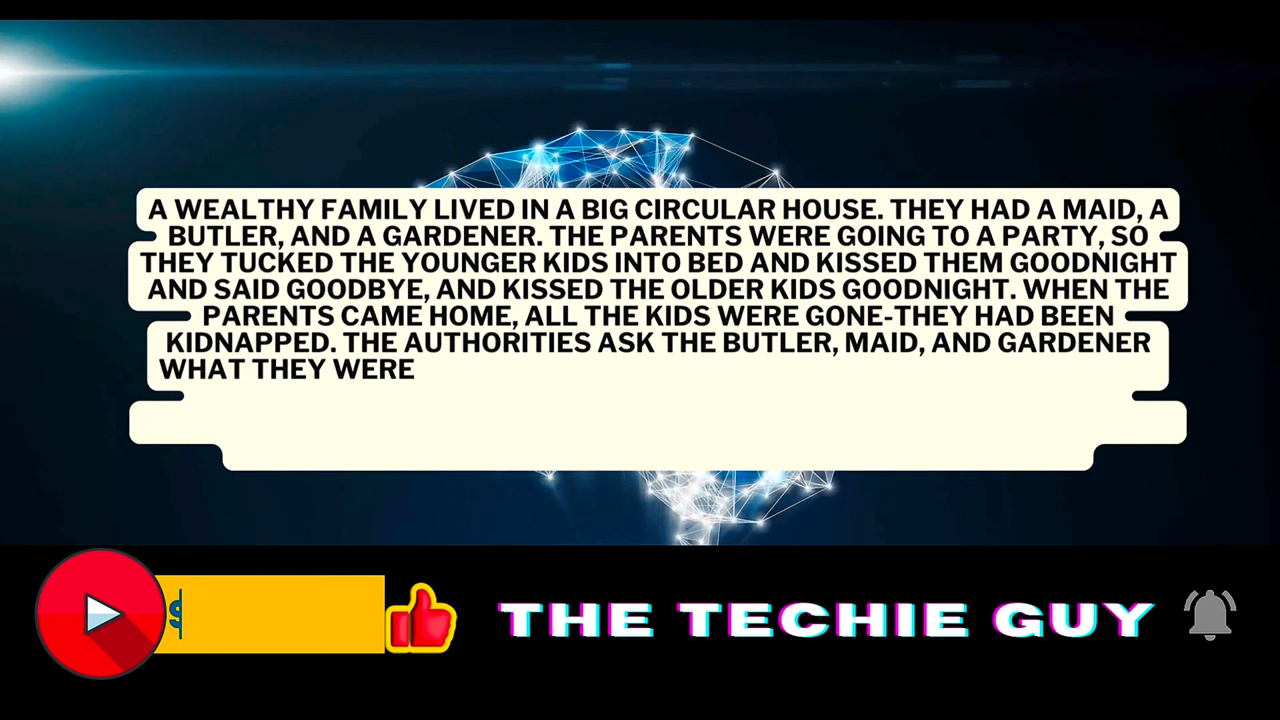 A WEALTHY FAMILY LIVED IN A BIG CIRCULAR HOUSE. THEY HAD A MAID, A
BUTLER, AND A GARDENER. THE PARENTS WERE GOING TO A PARTY, SO
THEY TUCKED THE YOUNGER KIDS INTO BED AND KISSED THEM GOODNIGHT
AND SAID GOODBYE, AND KISSED THE OLDER KIDS GOODNIGHT. WHEN THE
PARENTS CAME HOME, ALL THE KIDS WERE GONE-THEY HAD BEEN
KIDNAPPED. THE AUTHORITIES ASK THE BUTLER, MAID, AND GARDENER
WHAT THEY WERE
S
THE TECHIE GUY